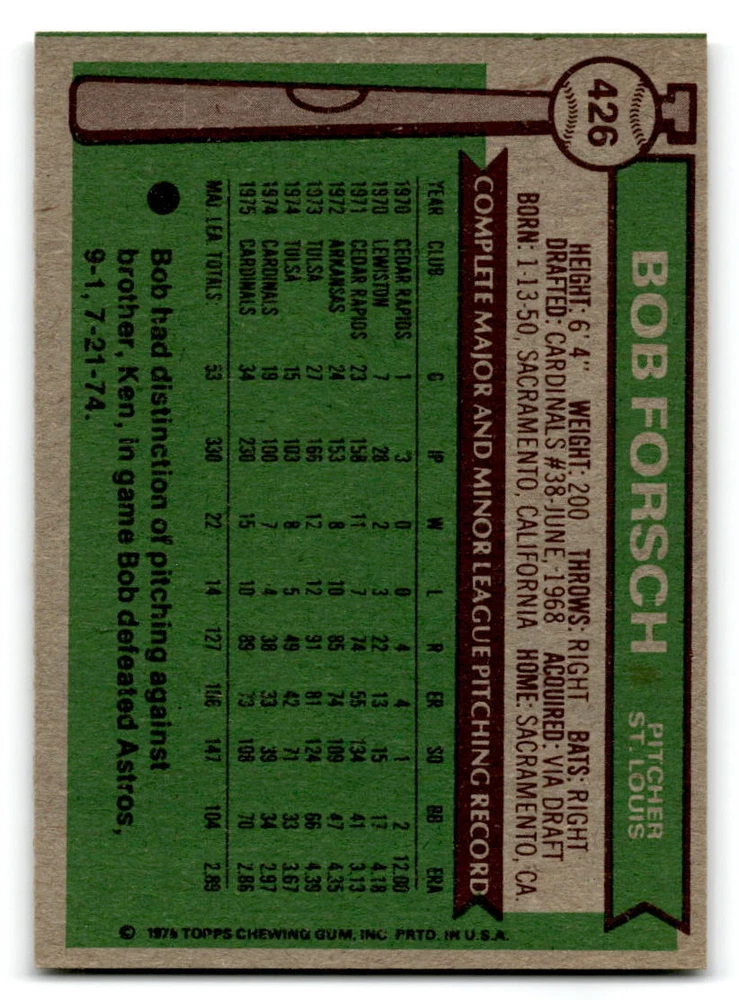 426
BOB FORSCH
PITCHER
ST. LOUIS
HEIGHT: 6'4" WEIGHT: 200 THROWS: RIGHT BATS: RIGHT
DRAFTED: CARDINALS #38-JUNE, 1968 ACQUIRED: VIA DRAFT
BORN: 1-13-50, SACRAMENTO, CALIFORNIA HOME: SACRAMENTO, CA.
COMPLETE MAJOR AND MINOR LEAGUE PITCHING RECORD
YEAR CLUB G IP W L R ER SO BB ERA
1970 CEDAR RAPIDS 1 3 0 0 4 4 1 2 12.00
1970 LEWISTON 7 28 2 3 22 13 15 17 4.18
1971 CEDAR RAPIDS 23 158 11 7 74 55 134 41 3.13
1972 ARKANSAS 24 153 8 10 85 74 109 47 4.35
1973 TULSA 27 166 12 12 91 81 124 66 4.39
1974 TULSA 15 103 8 5 49 42 71 33 3.67
1974 CARDINALS 19 100 7 4 38 33 39 34 2.97
1975 CARDINALS 34 230 15 10 89 73 108 70 2.86
MAJ. LEA. TOTALS 53 330 22 14 127 106 147 104 2.89
Bob had distinction of pitching against
brother, Ken, in game Bob defeated Astros,
9-1, 7-21-74.
© 1976 TOPPS CHEWING GUM, INC. PRTD. IN U.S.A.